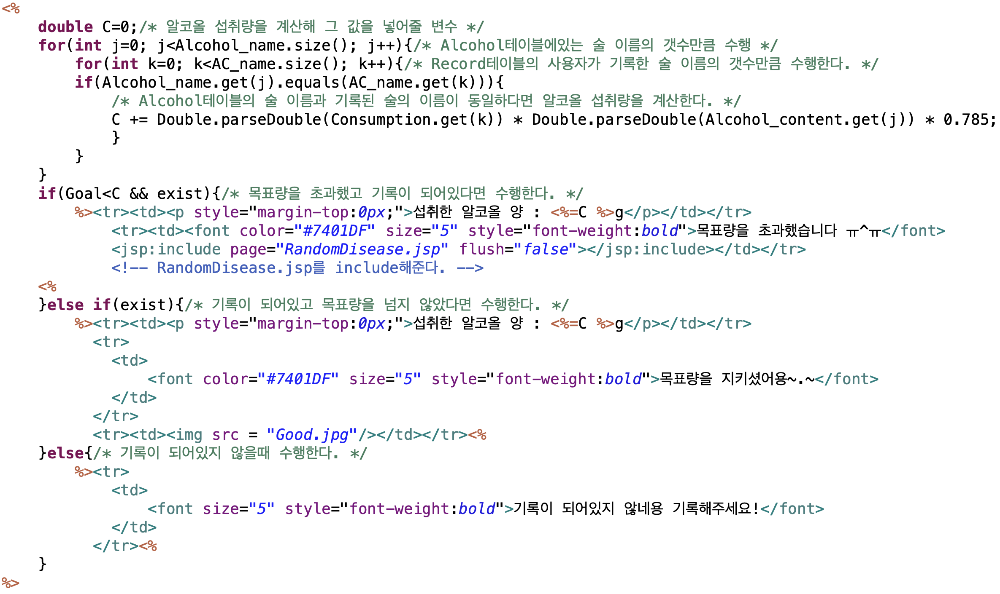 <%
double C=0;/* 알코올 섭취량을 계산해 그 값을 넣어줄 변수 */
for(int j=0; j<Alcohol_name.size(); j++){/* Alcohol테이블에있는 술 이름의 갯수만큼 수행 */
for(int k=0; k<AC_name.size(); k++){/* Record테이블의 사용자가 기록한 술 이름의 갯수만큼 수행한다. */
if(Alcohol_name.get(j).equals(AC_name.get(k))){
/* Alcohol테이블의 술 이름과 기록된 술의 이름이 동일하다면 알코올 섭취량을 계산한다. */
C += Double.parseDouble(Consumption.get(k)) * Double.parseDouble(Alcohol_content.get(j)) * 0.785;
}
}
}
if(Goal<C && exist){/* 목표량을 초과했고 기록이 되어있다면 수행한다. */
%><tr><td><p style="margin-top:0px;">섭취한 알코올 양 : <%=C %>g</p></td></tr>
<tr><td><font color="#7401DF" size="5" style="font-weight:bold">목표량을 초과했습니다 ㅠ^ㅠ</font>
<jsp:include page="RandomDisease.jsp" flush="false"></jsp:include></td></tr>
<!-- RandomDisease.jsp를 include해준다. -->
<%
}else if(exist){/* 기록이 되어있고 목표량을 넘지 않았다면 수행한다. */
%><tr><td><p style="margin-top:0px;">섭취한 알코올 양 : <%=C %>g</p></td></tr>
<tr>
<td>
<font color="#7401DF" size="5" style="font-weight:bold">목표량을 지키셨어용~.~</font>
</td>
</tr>
<tr><td><img src = "Good.jpg"/></td></tr><%
}else{/* 기록이 되어있지 않을때 수행한다. */
%><tr>
<td>
<font size="5" style="font-weight:bold">기록이 되어있지 않네용 기록해주세요!</font>
</td>
</tr><%
}
%>